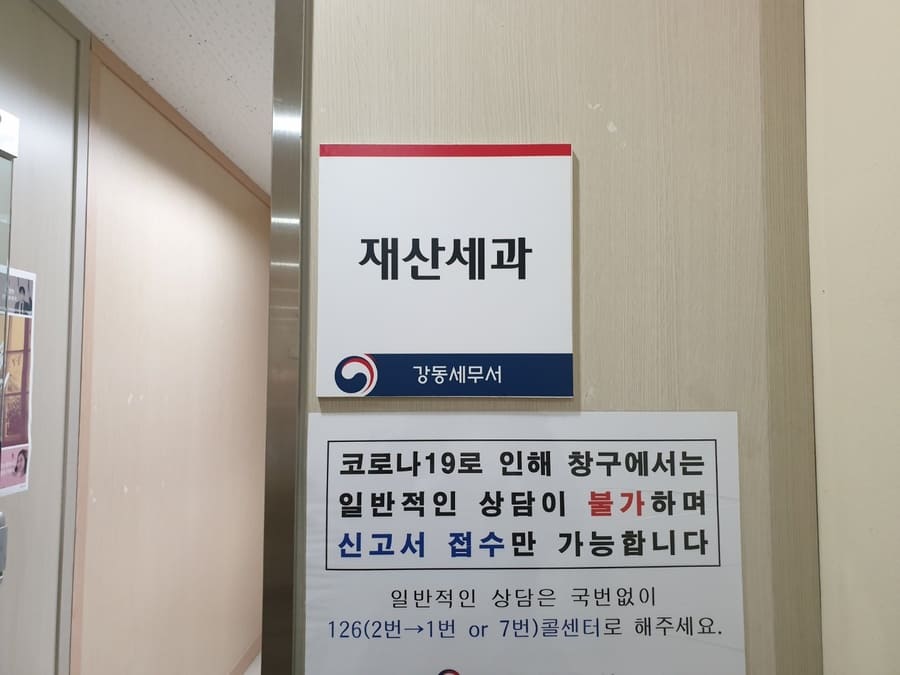 재산세과
강동세무서
코로나19로 인해 창구에서는
일반적인 상담이 불가하며
신고서 접수만 가능합니다
일반적인 상담은 국번없이
126(2번→1번 or 7번)콜센터로 해주세요.